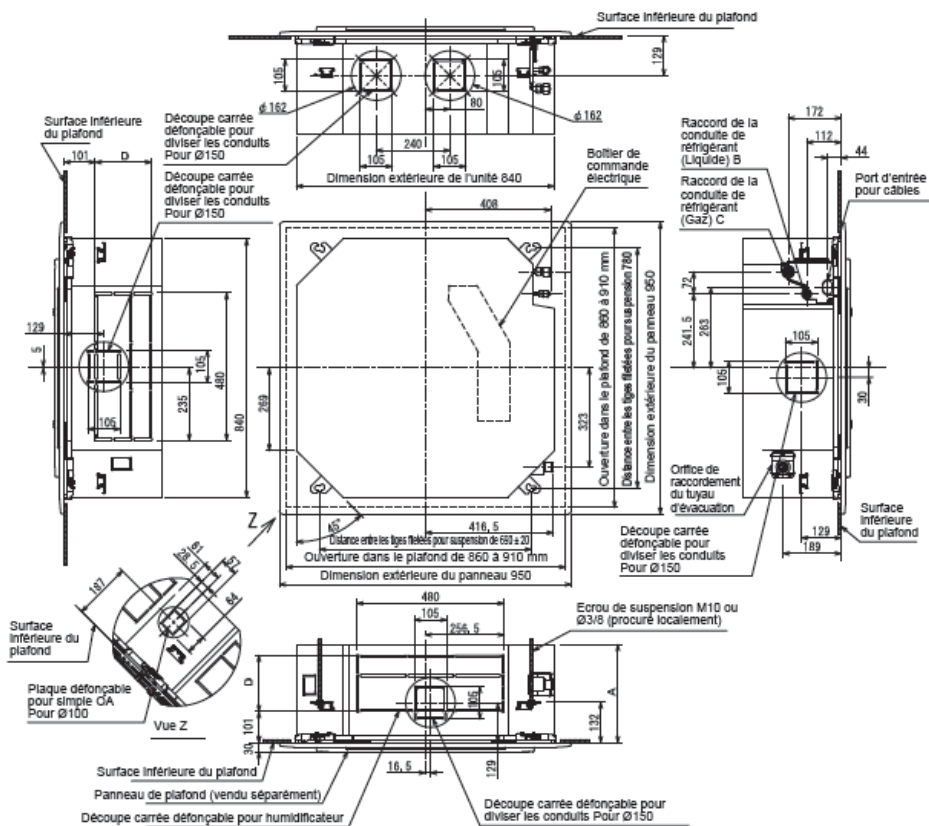 Surface inférieure du plafond
129
105
105
80
ϕ 162
ϕ 162
Découpe carrée
défonçable pour
diviser les conduits
Pour Ø150
240
105
105
Dimension extérieure de l'unité 840
Boîtier de
commande
électrique
408
Surface inférieure
du plafond
101
D
Découpe carrée
défonçable pour
diviser les conduits
Pour Ø150
129
5
105
105
235
480
840
172
112
44
Raccord de la
conduite de
réfrigérant
(Liquide) B
Raccord de la
conduite de
réfrigérant
(Gaz) C
Port d'entrée
pour câbles
72
241, 5
263
105
105
30
Orifice de
raccordement
du tuyau
d'évacuation
129
189
Surface
inférieure
du plafond
Découpe carrée
défonçable pour
diviser les conduits
Pour Ø150
269
323
Ouverture dans le plafond de 860 à 910 mm
Distance entre les tiges filetées pour suspension 780
Dimension extérieure du panneau 950
45°
Z
416, 5
Distance entre les tiges filetées pour suspension de 690 ± 20
Ouverture dans le plafond de 860 à 910 mm
Dimension extérieure du panneau 950
187
61
57
64
Surface
inférieure du
plafond
Plaque défonçable
pour simple OA
Pour Ø100
Vue Z
480
105
256, 5
Ecrou de suspension M10 ou
Ø3/8 (procuré localement)
D
101
30
105
A
132
16, 5
129
Surface inférieure du plafond
Panneau de plafond (vendu séparément)
Découpe carrée défonçable pour humidificateur
Découpe carrée défonçable pour
diviser les conduits Pour Ø150